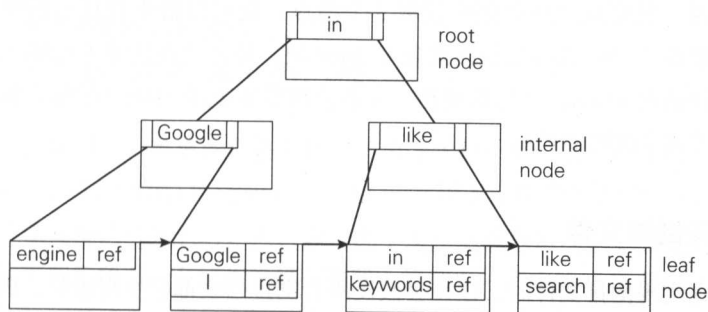 in
root
node
Google
like
internal
node
engine ref
Google ref
I ref
in ref
keywords ref
like ref
search ref
leaf
node